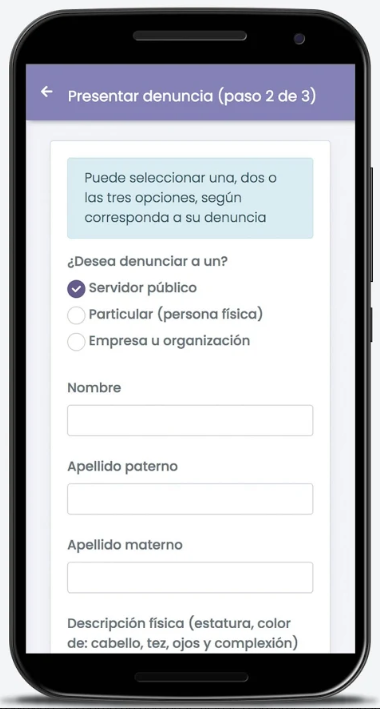 Presentar denuncia (paso 2 de 3)
Puede seleccionar una, dos o
las tres opciones, según
corresponda a su denuncia
¿Desea denunciar a un?
Servidor público
Particular (persona física)
Empresa u organización
Nombre
Apellido paterno
Apellido materno
Descripción física (estatura, color
de: cabello, tez, ojos y complexión)